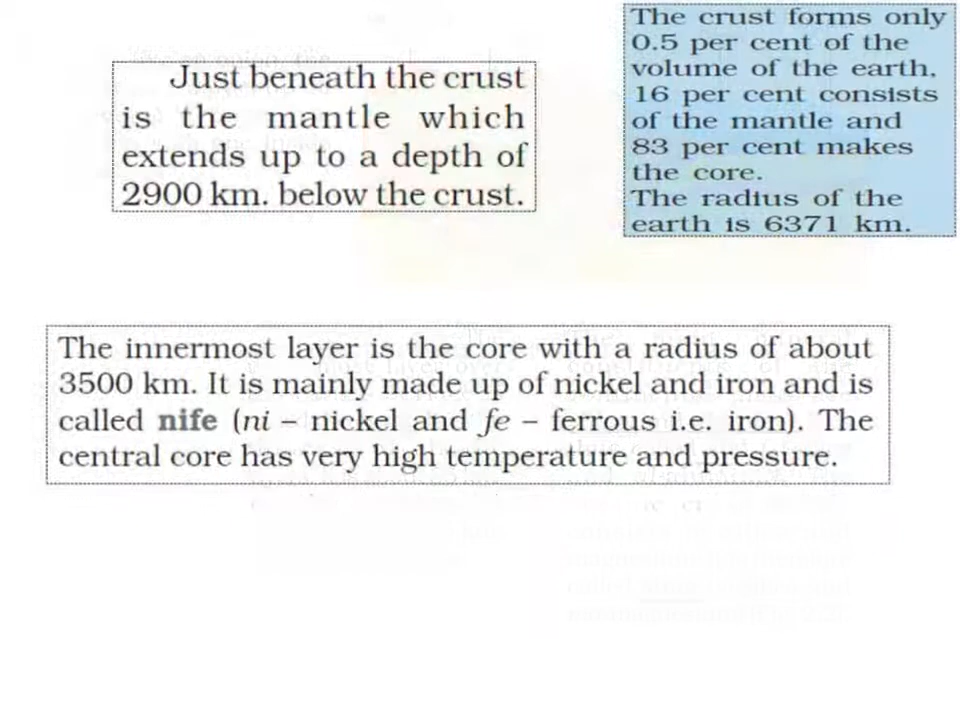 Just beneath the crust
is the mantle which
extends up to a depth of
2900 km. below the crust.
The crust forms only
0.5 per cent of the
volume of the earth,
16 per cent consists
of the mantle and
83 per cent makes
the core.
The radius of the
earth is 6371 km.
The innermost layer is the core with a radius of about
3500 km. It is mainly made up of nickel and iron and is
called nife (ni – nickel and fe – ferrous i.e. iron). The
central core has very high temperature and pressure.